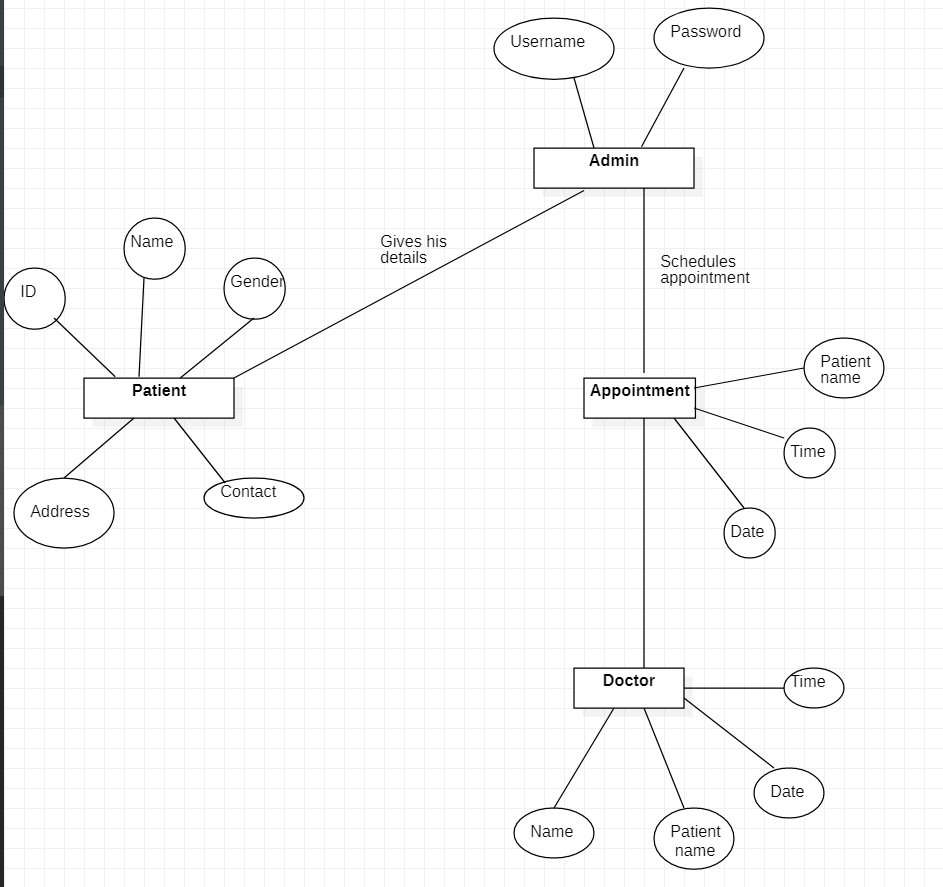 Username
Password
Admin
Gives his
details
Schedules
appointment
Name
ID
Gender
Patient
Address
Contact
Appointment
Patient
name
Time
Date
Doctor
Time
Date
Name
Patient
name